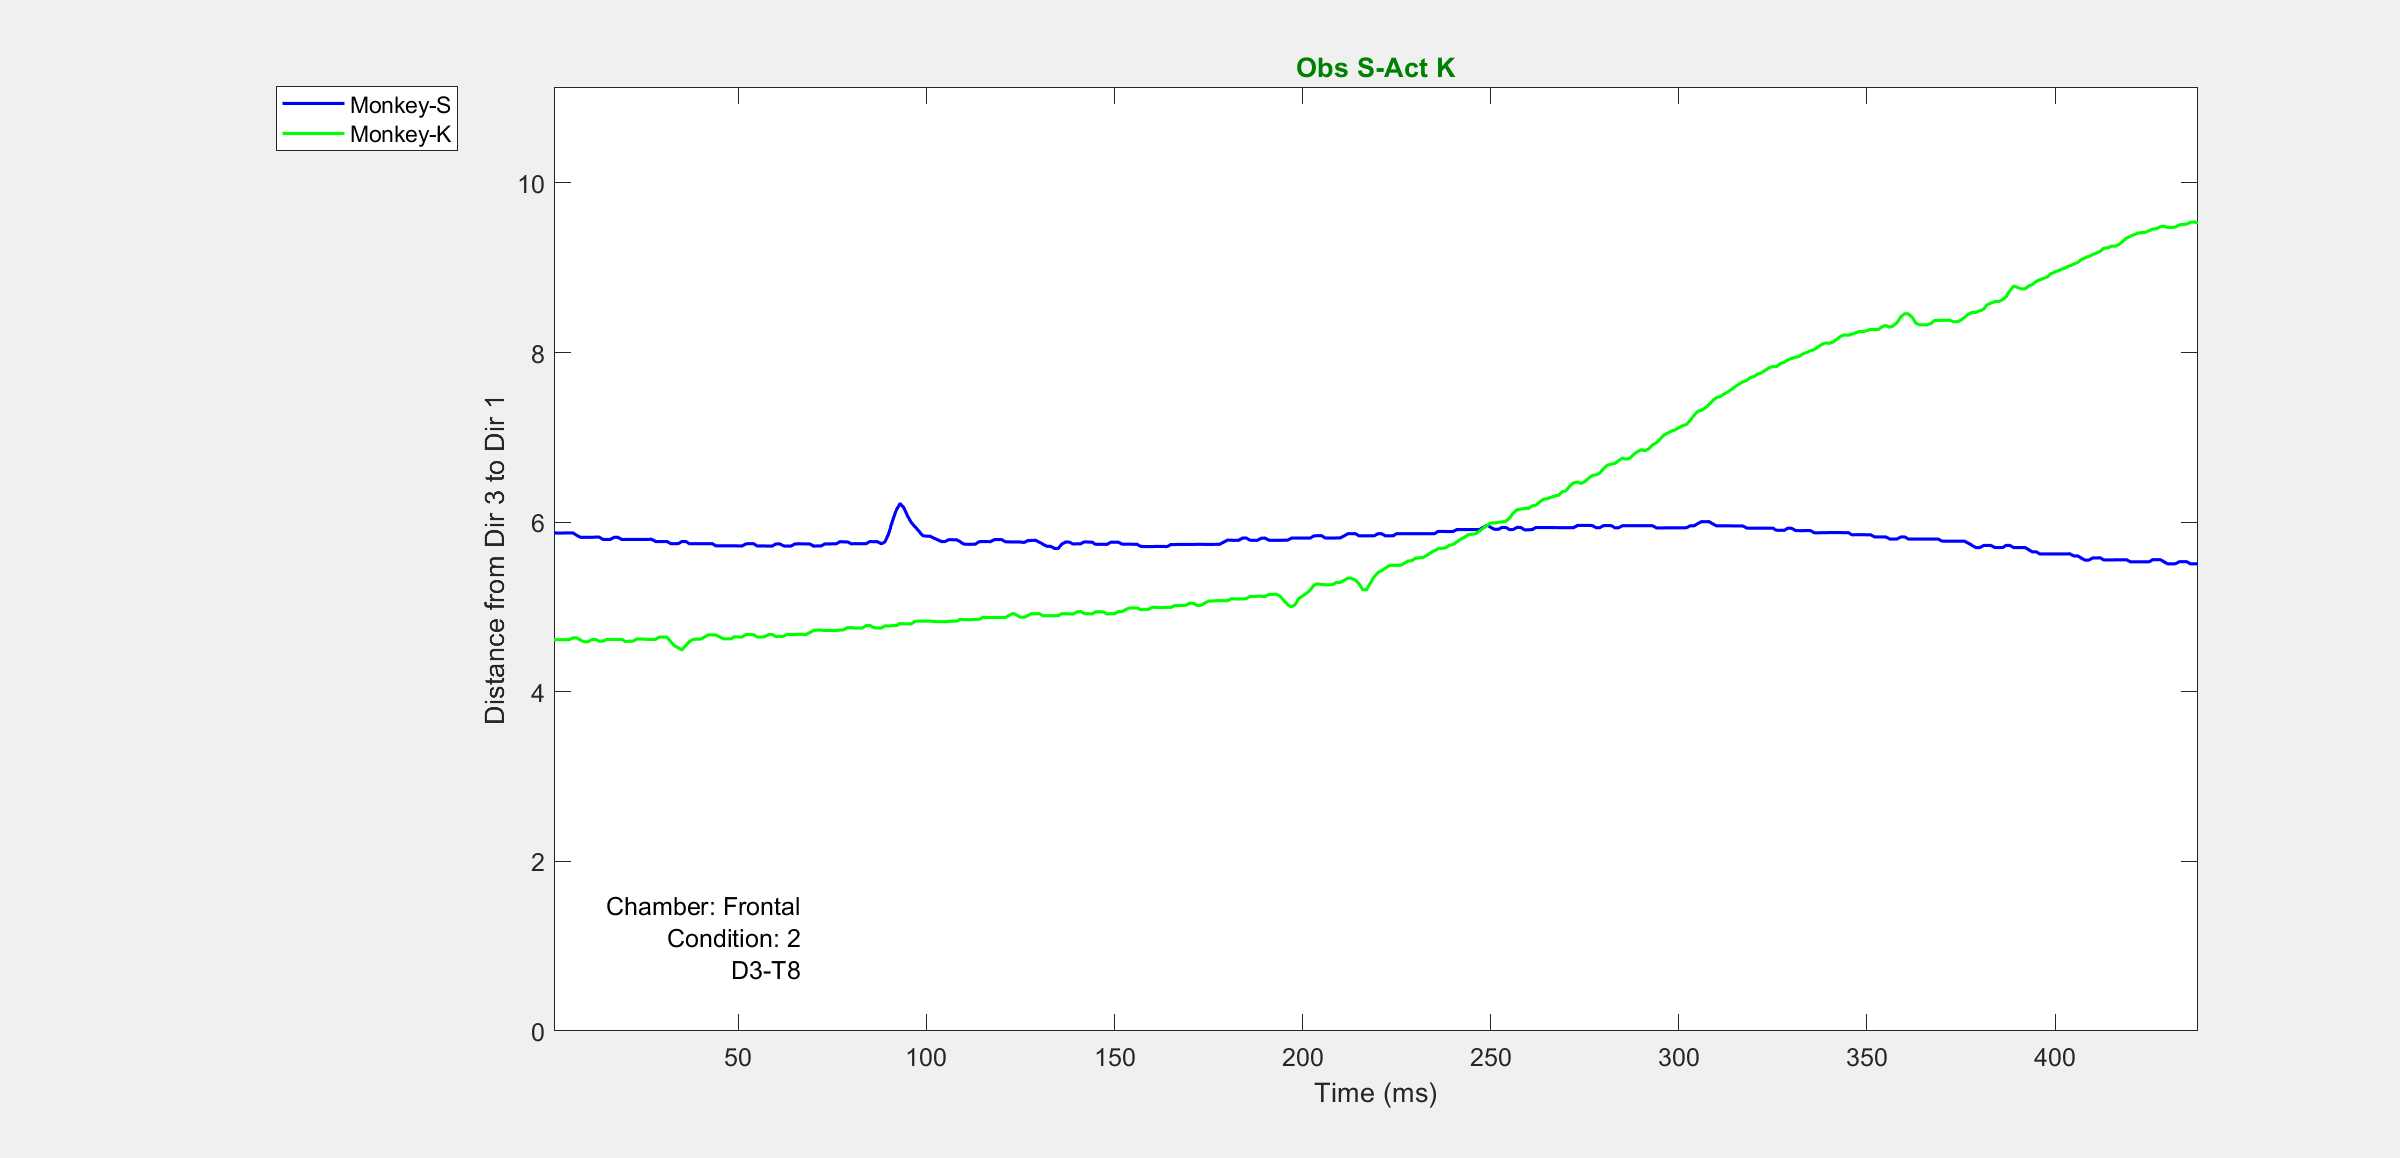 Obs S-Act K
Monkey-S
Monkey-K
Distance from Dir 3 to Dir 1
10
8
6
4
2
0
Chamber: Frontal
Condition: 2
D3-T8
50 100 150 200 250 300 350 400
Time (ms)